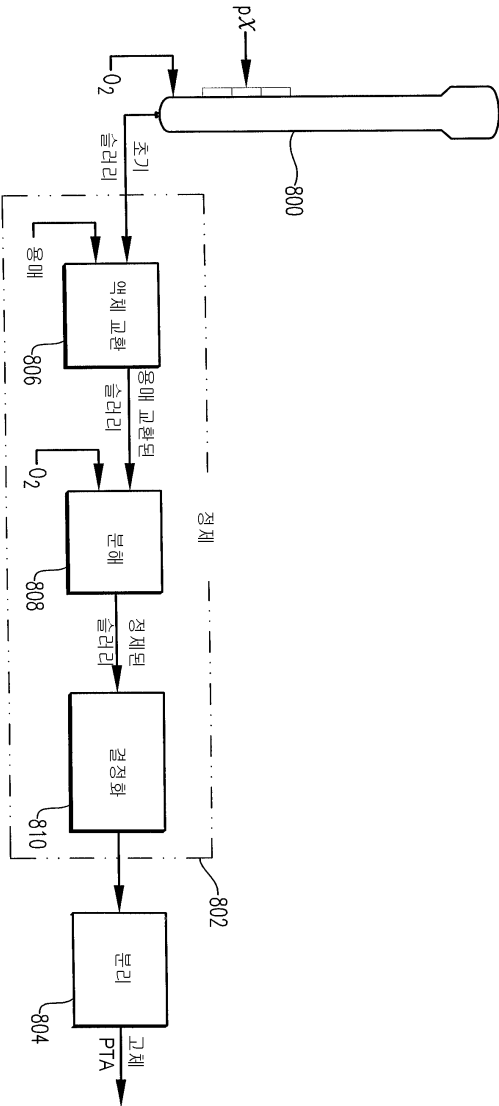 pX
O2
800
초기
슬러리
용매
액체 교환
806
용매 교환된
슬러리
O2
정제
분해
808
정제된
슬러리
결정화
810
802
분리
804
고체
PTA